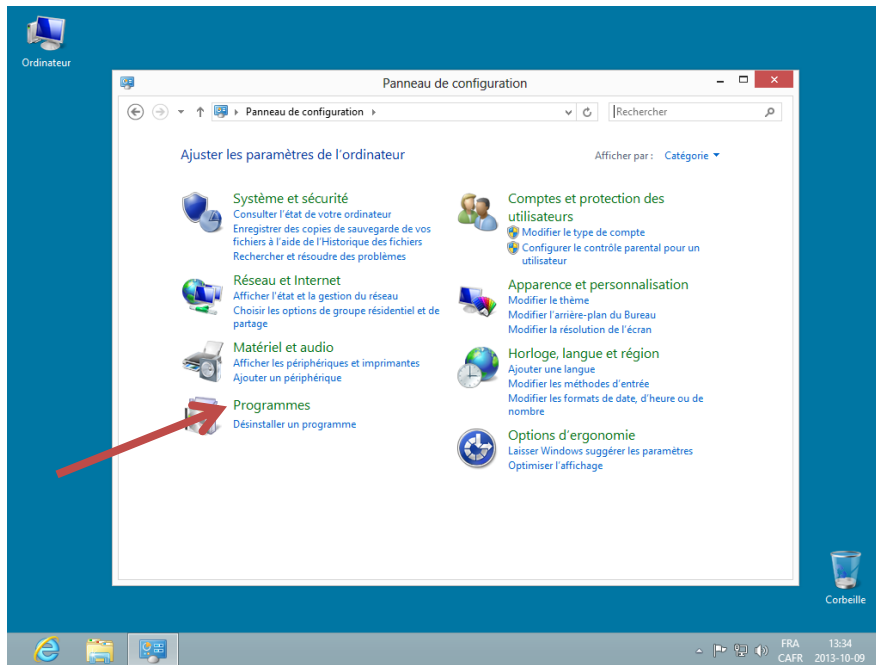 Ordinateur
Panneau de configuration
Panneau de configuration
Rechercher
Ajuster les paramètres de l'ordinateur
Afficher par : Catégorie
Système et sécurité
Consulter l'état de votre ordinateur
Enregistrer des copies de sauvegarde de vos
fichiers à l'aide de l'Historique des fichiers
Rechercher et résoudre des problèmes
Réseau et Internet
Afficher l'état et la gestion du réseau
Choisir les options de groupe résidentiel et de
partage
Matériel et audio
Afficher les périphériques et imprimantes
Ajouter un périphérique
Programmes
Désinstaller un programme
Comptes et protection des
utilisateurs
Modifier le type de compte
Configurer le contrôle parental pour un
utilisateur
Apparence et personnalisation
Modifier le thème
Modifier l'arrière-plan du Bureau
Modifier la résolution de l'écran
Horloge, langue et région
Ajouter une langue
Modifier les méthodes d'entrée
Modifier les formats de date, d'heure ou de
nombre
Options d'ergonomie
Laisser Windows suggérer les paramètres
Optimiser l'affichage
Corbeille
FRA 13:34
CAFR 2013-10-09